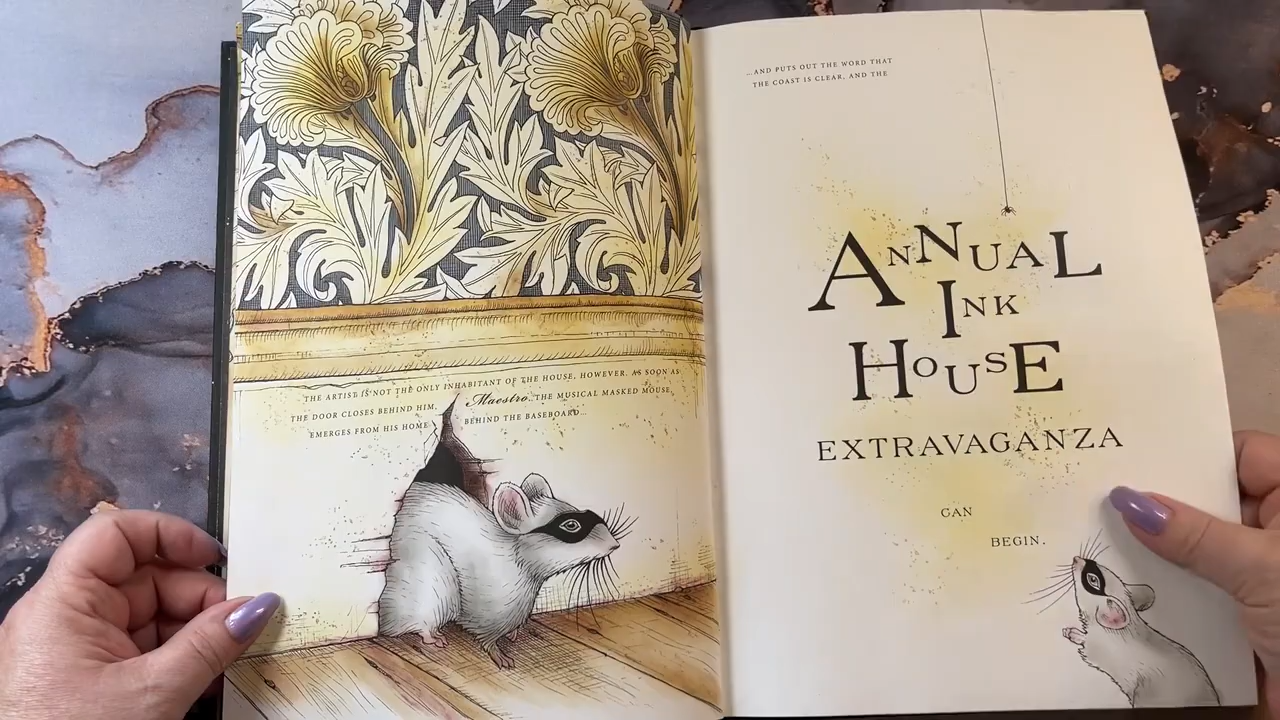 THE ARTIST IS NOT THE ONLY INHABITANT OF THE HOUSE, HOWEVER. AS SOON AS
THE DOOR CLOSES BEHIND HIM, Maestro, THE MUSICAL MASKED MOUSE,
EMERGES FROM HIS HOME BEHIND THE BASEBOARD...
...AND PUTS OUT THE WORD THAT
THE COAST IS CLEAR, AND THE
ANNUAL
INK
HOUSE
EXTRAVAGANZA
CAN
BEGIN.